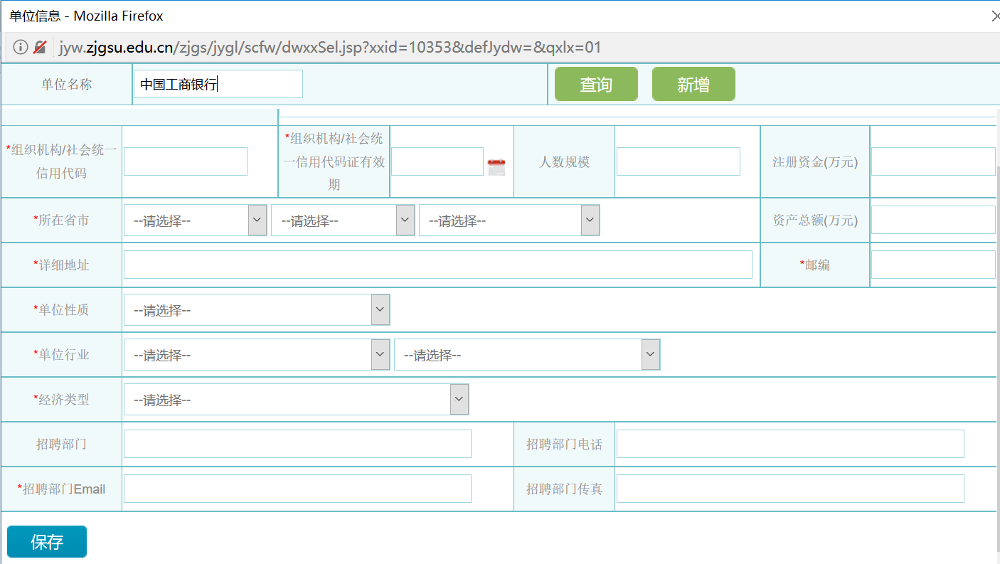 单位信息 - Mozilla Firefox
jyw.zjgsu.edu.cn/zjgs/jygl/scfw/dwxxSel.jsp?xxid=10353&defJydw=&qxlx=01
单位名称 中国工商银行 查询 新增
*组织机构/社会统一
信用代码
*组织机构/社会统
一信用代码证有效
期
人数规模
注册资金(万元)
*所在省市 --请选择-- --请选择-- --请选择-- 资产总额(万元)
*详细地址 *邮编
*单位性质 --请选择--
*单位行业 --请选择-- --请选择--
*经济类型 --请选择--
招聘部门 招聘部门电话
*招聘部门Email 招聘部门传真
保存